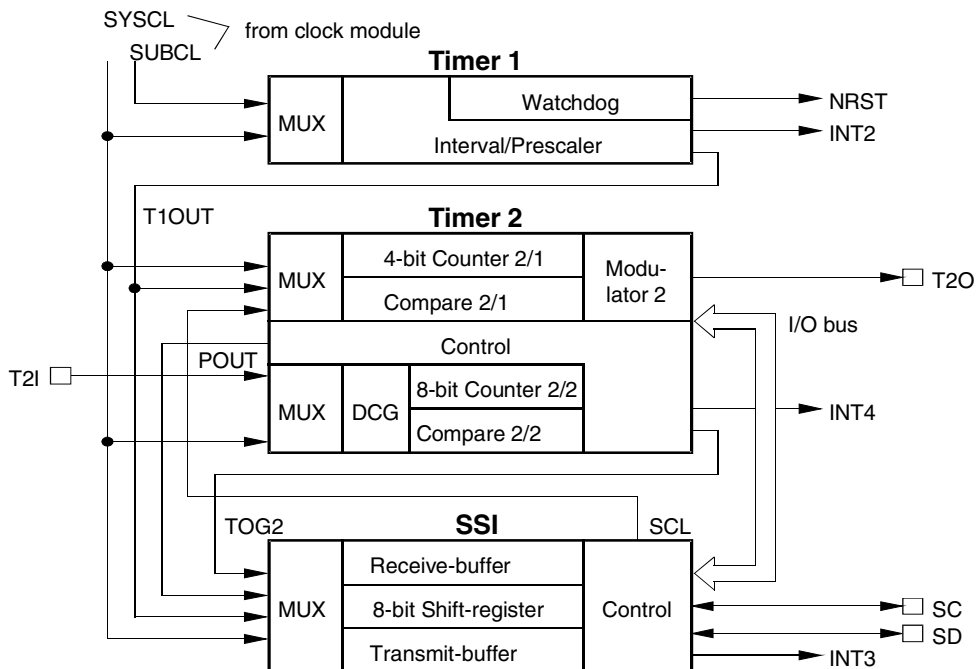 SYSCL
from clock module
SUBCL
Timer 1
Watchdog
NRST
MUX
INT2
Interval/Prescaler
T1OUT
Timer 2
4-bit Counter 2/1
Modu-
lator 2
MUX
T2O
Compare 2/1
I/O bus
Control
POUT
T2I
8-bit Counter 2/2
MUX
DCG
INT4
Compare 2/2
TOG2
SSI
SCL
Receive-buffer
MUX
8-bit Shift-register
Control
SC
SD
Transmit-buffer
INT3